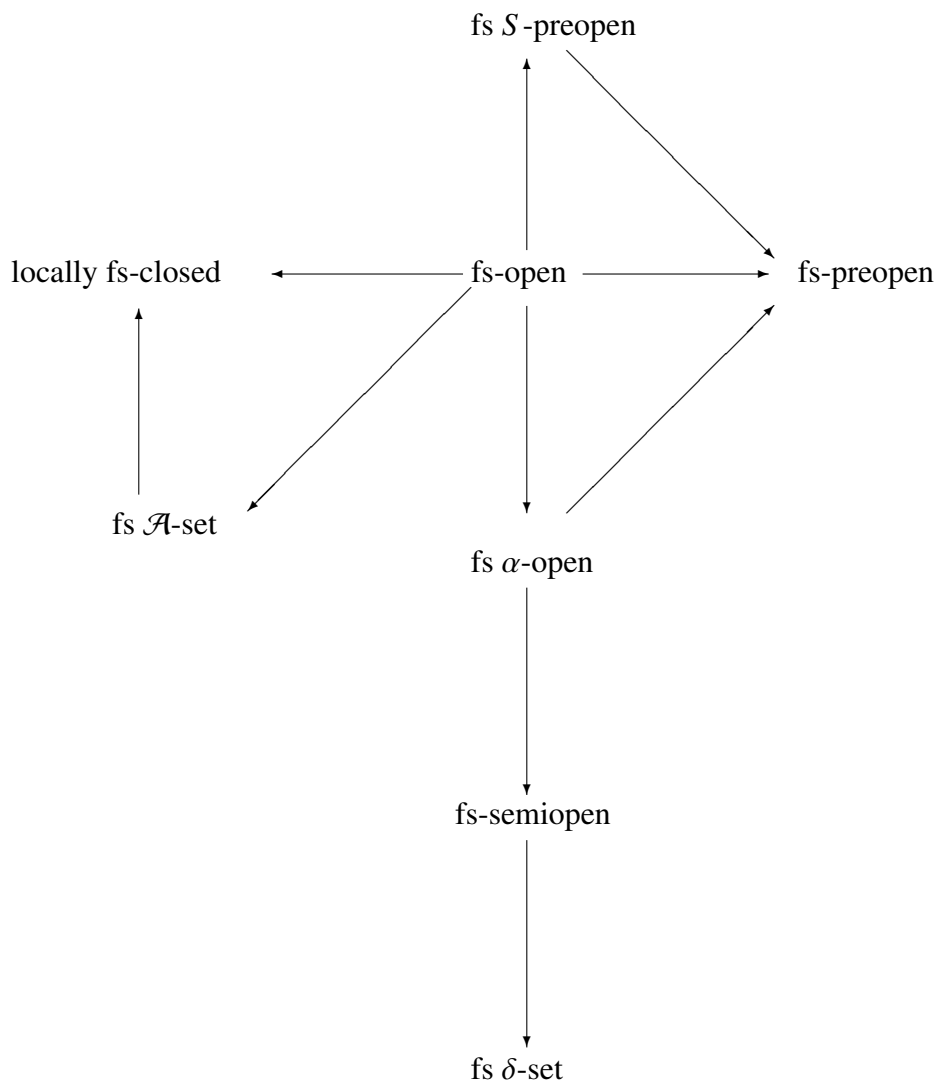 fs S-preopen
locally fs-closed
fs-open
fs-preopen
fs 𝒜-set
fs α-open
fs-semiopen
fs δ-set